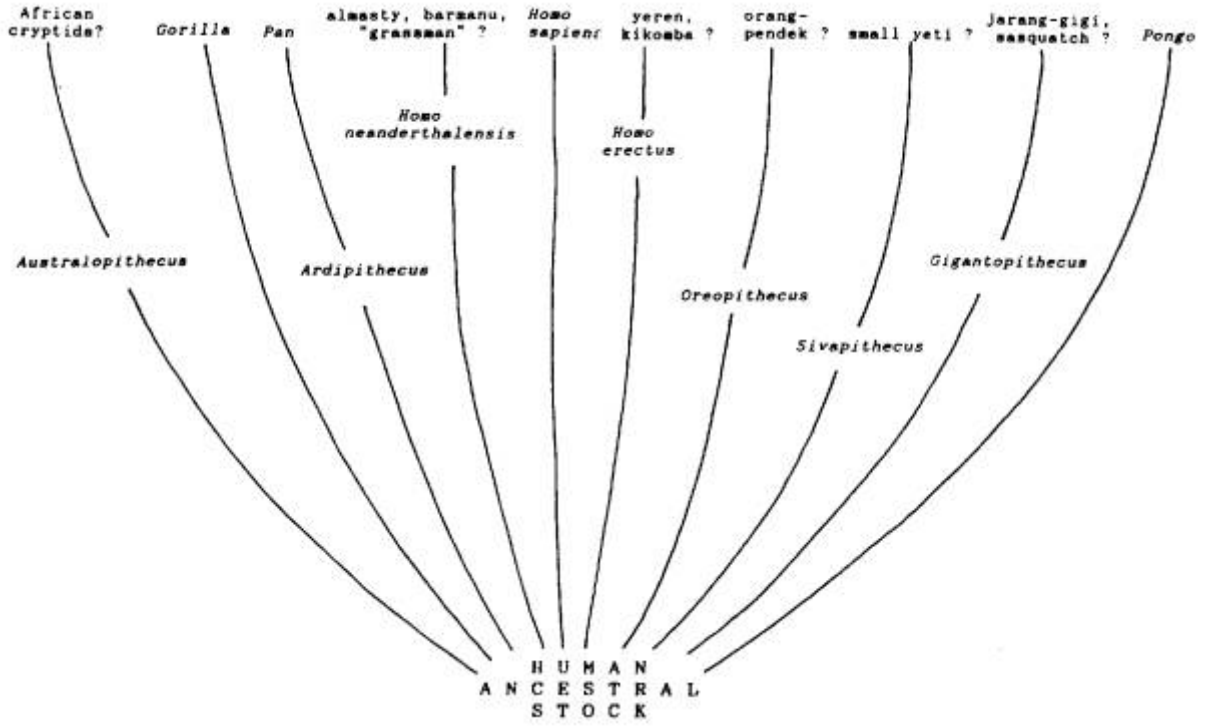 African
cryptids?
Gorilla
Pan
almasty, barmanu,
"grassman" ?
Homo
sapiens
yeren,
kikomba ?
orang-
pendek ?
small yeti ?
Jarang-gigi,
sasquatch ?
Pongo
Homo
neanderthalensis
Homo
erectus
Australopithecus
Ardipithecus
Oreopithecus
Sivapithecus
Gigantopithecus
HUMAN
ANCESTRAL
STOCK